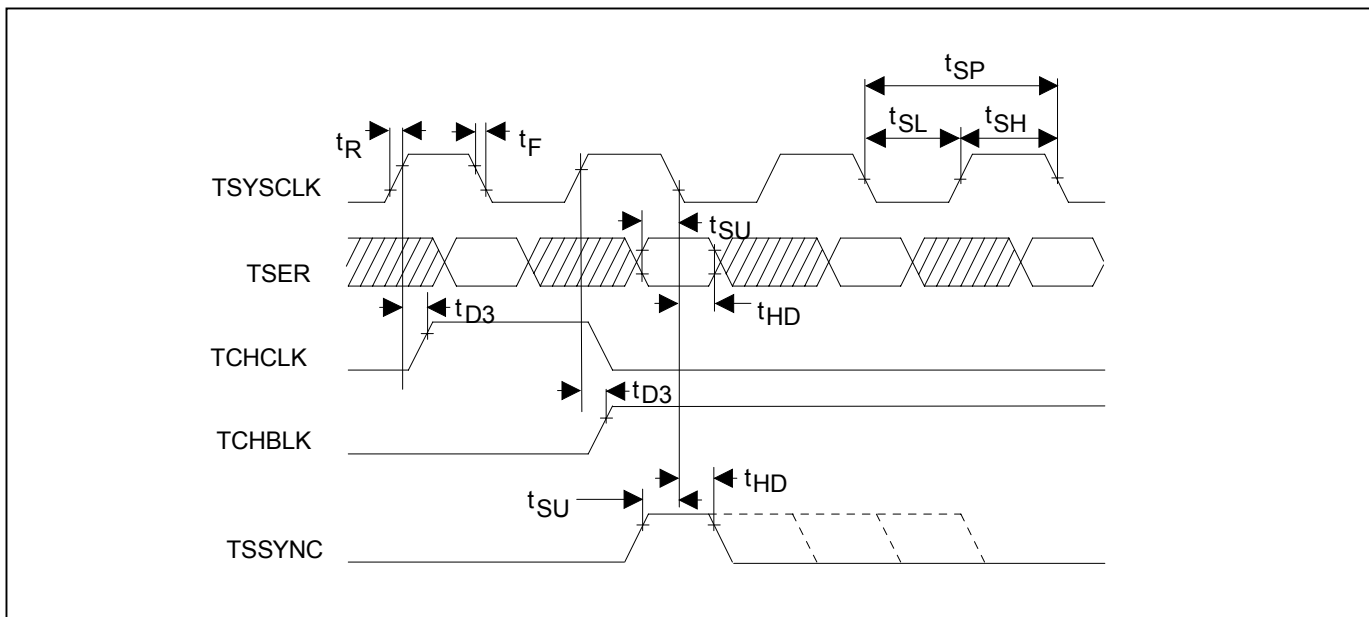 tSP
tSL tSH
tR tF
TSYSCLK
tSU
TSER
tD3 tHD
TCHCLK
tD3
TCHBLK
tSU tHD
TSSYNC